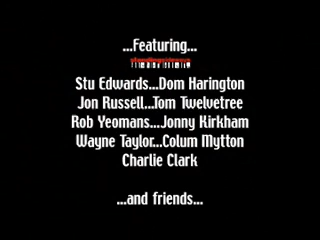 ...Featuring...
Stu Edwards...Dom Harington
Jon Russell...Tom Twelvetree
Rob Yeomans...Jonny Kirkham
Wayne Taylor...Colum Mytton
Charlie Clark
...and friends...